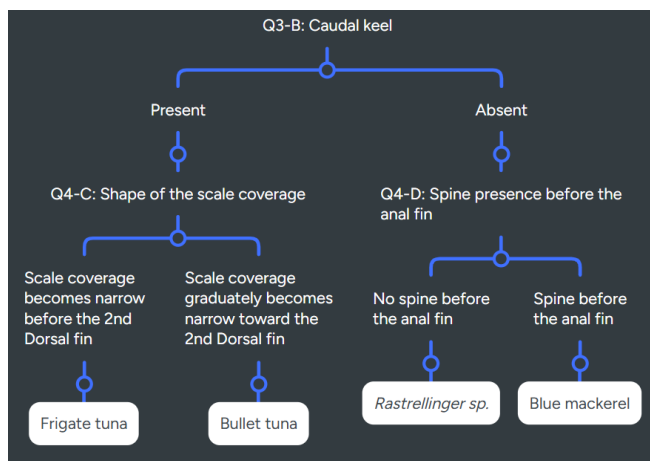 Q3-B: Caudal keel
Present
Absent
Q4-C: Shape of the scale coverage
Q4-D: Spine presence before the
anal fin
Scale coverage
becomes narrow
before the 2nd
Dorsal fin
Scale coverage
graduately becomes
narrow toward the
2nd Dorsal fin
No spine before
the anal fin
Spine before
the anal fin
Frigate tuna
Bullet tuna
Rastrellinger sp.
Blue mackerel